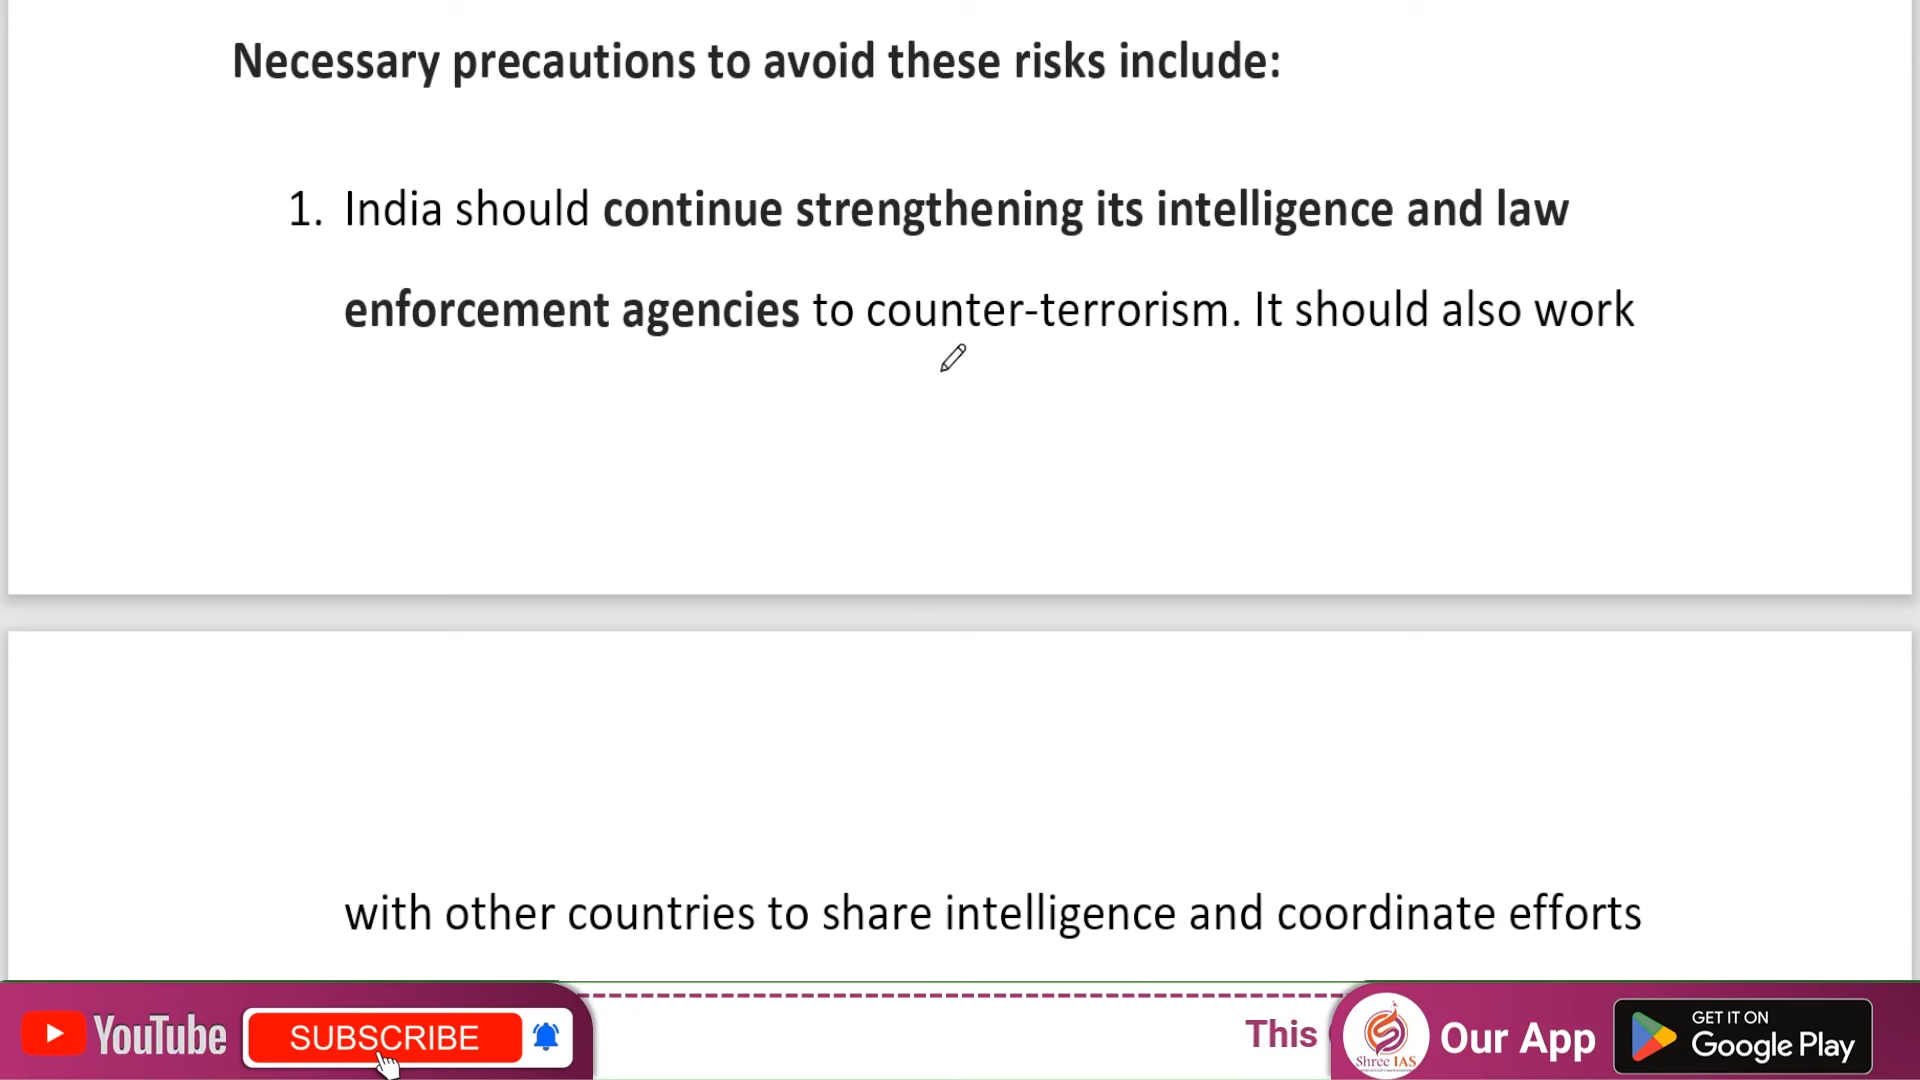 Necessary precautions to avoid these risks include:
1. India should continue strengthening its intelligence and law
enforcement agencies to counter-terrorism. It should also work
with other countries to share intelligence and coordinate efforts
YouTube
SUBSCRIBE
This
Shree IAS
Our App
GET IT ON
Google Play